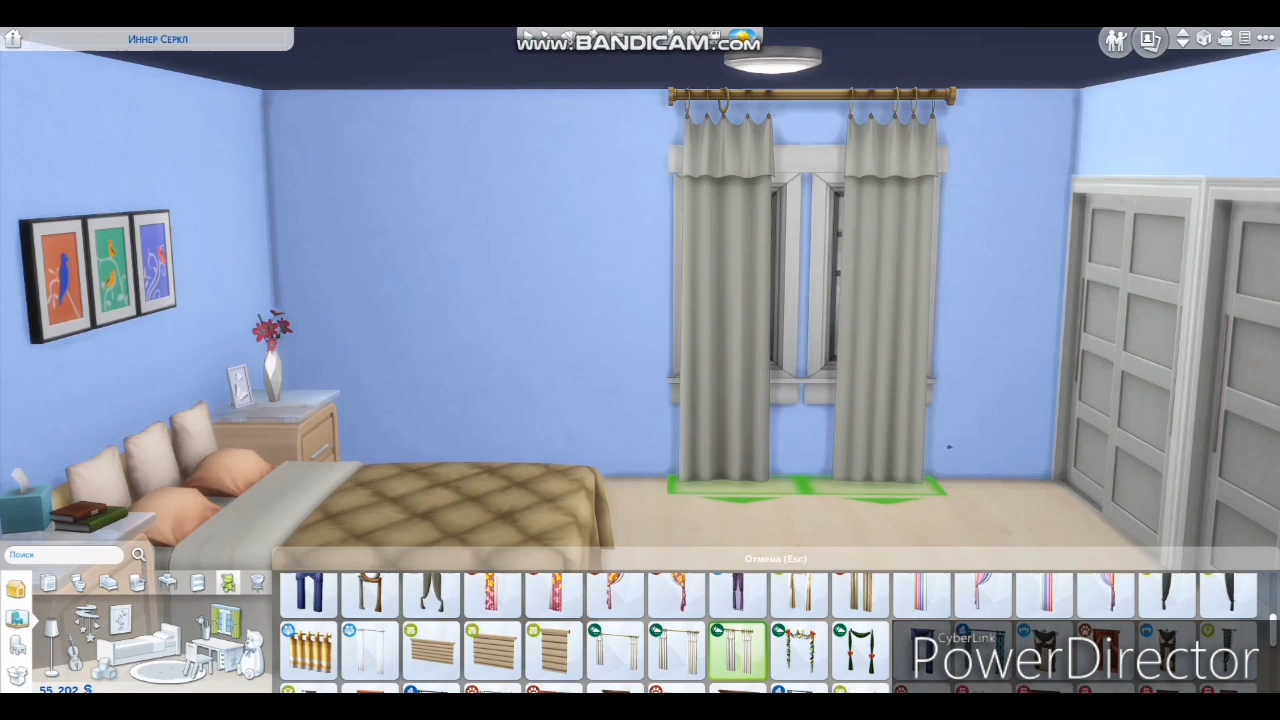 ИННЕР СЕРКЛ
www.BANDICAM.com
Отмена (Esc)
Поиск
55 202 $
CyberLink
PowerDirector